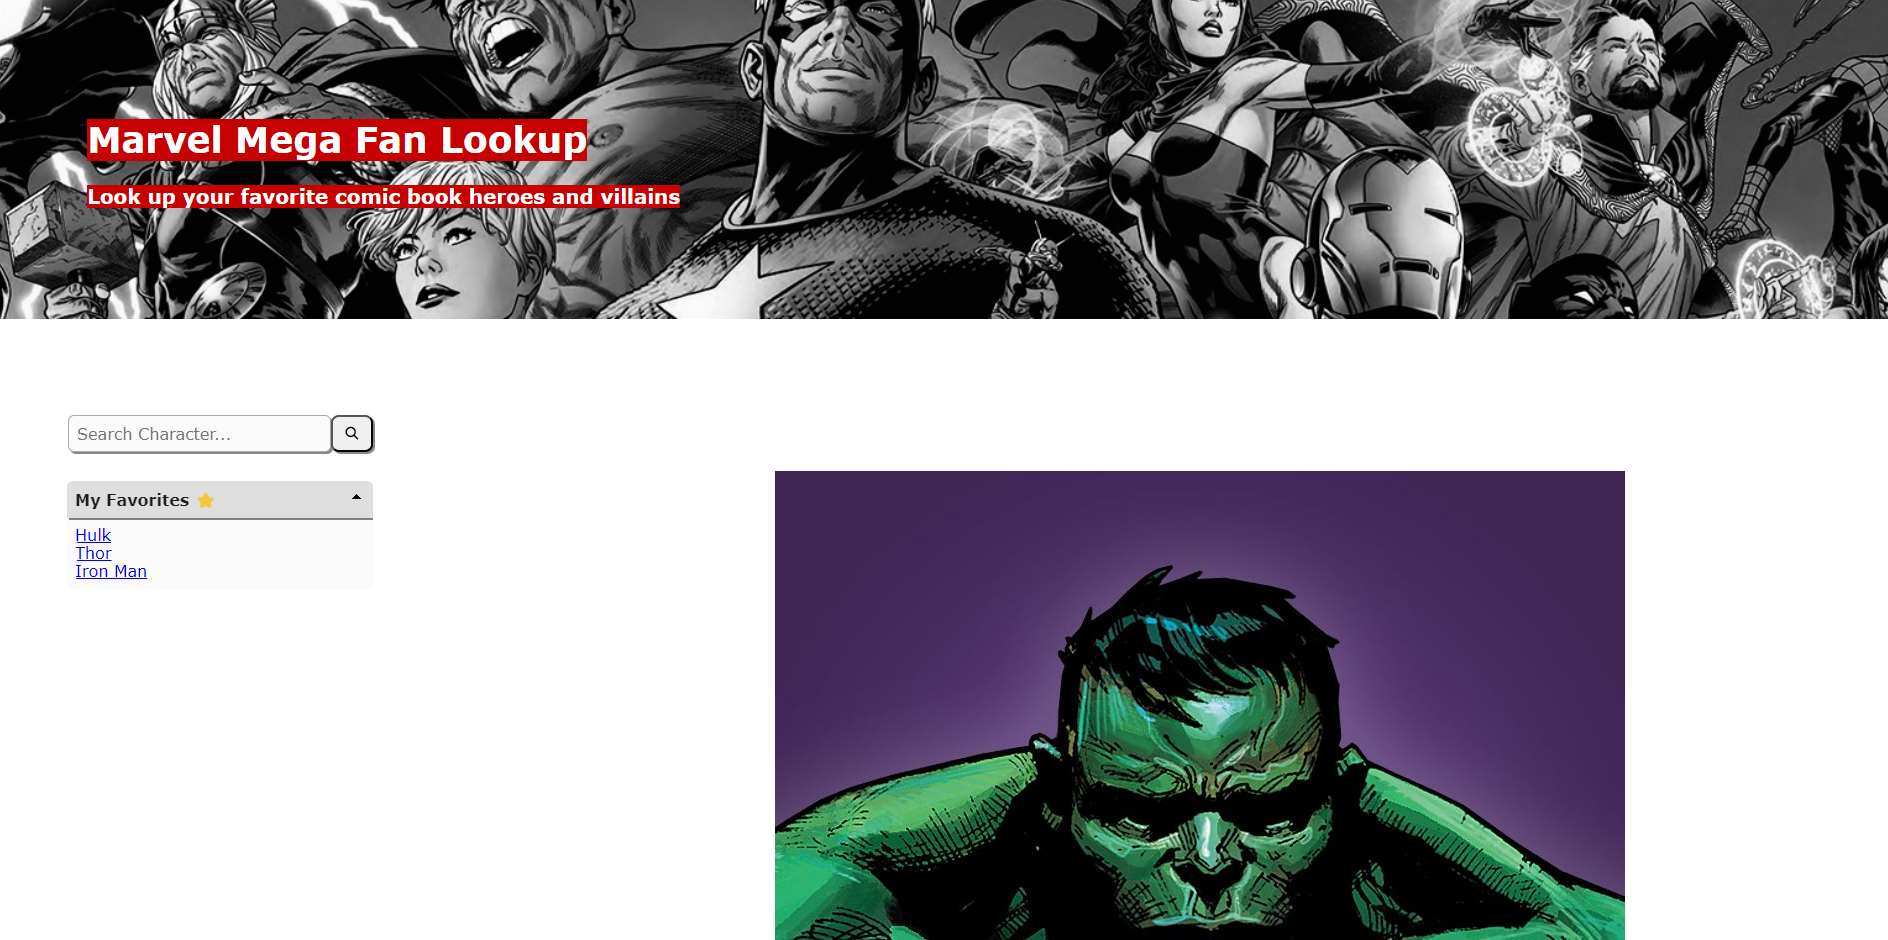 Marvel Mega Fan Lookup
Look up your favorite comic book heroes and villains
Search Character...
My Favorites
Hulk
Thor
Iron Man